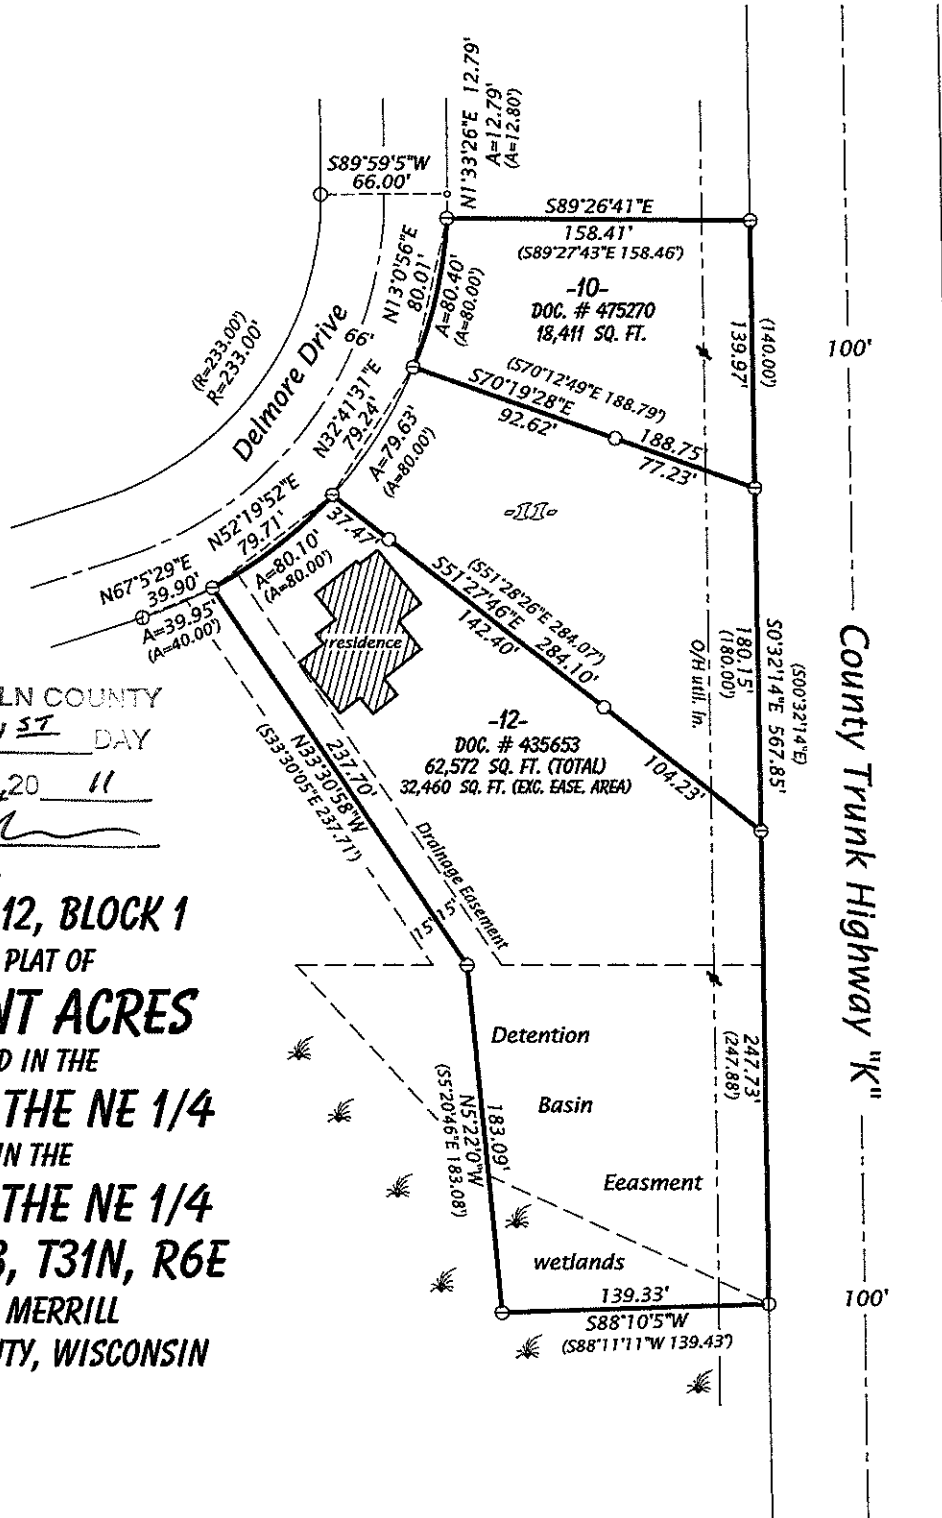 N1°33'26"E 12.79'
A=12.79'
(A=12.80')
S89°59'5"W
66.00'
S89°26'41"E
158.41'
(S89°27'43"E 158.46')
-10-
DOC. # 475270
18,411 SQ. FT.
N13°0'56"E
80.01'
A=80.40'
(A=80.00')
(R=233.00')
R=233.00'
Delmore Drive
66'
(140.00')
139.97'
100'
(S70°12'49"E 188.79')
S70°19'28"E
92.62'
188.75'
77.23'
N32°41'31"E
79.24'
A=79.63'
(A=80.00')
-11-
N52°19'52"E
79.71'
A=80.10'
(A=80.00')
37.47'
N67°5'29"E
39.90'
A=39.95'
(A=40.00')
residence
(S51°28'26"E 284.07')
S51°27'46"E
284.10'
142.40'
104.23'
O/H util. ln.
180.15'
(180.00')
S0°32'14"E 567.85'
(S00°32'14"E)
County Trunk Highway "K"
-12-
DOC. # 435653
62,572 SQ. FT. (TOTAL)
32,460 SQ. FT. (EXC. EASE. AREA)
237.70'
N33°30'58"W
(S33°30'05"E 237.71')
Drainage Easement
15'
15'
LN COUNTY
ST DAY
20 11
12, BLOCK 1
PLAT OF
NT ACRES
D IN THE
THE NE 1/4
IN THE
THE NE 1/4
3, T31N, R6E
MERRILL
TY, WISCONSIN
Detention
Basin
Eeasment
247.73'
(247.88')
183.09'
N5°22'0"W
(S5°20'46"E 183.08')
wetlands
139.33'
S88°10'5"W
(S88°11'11"W 139.43')
100'